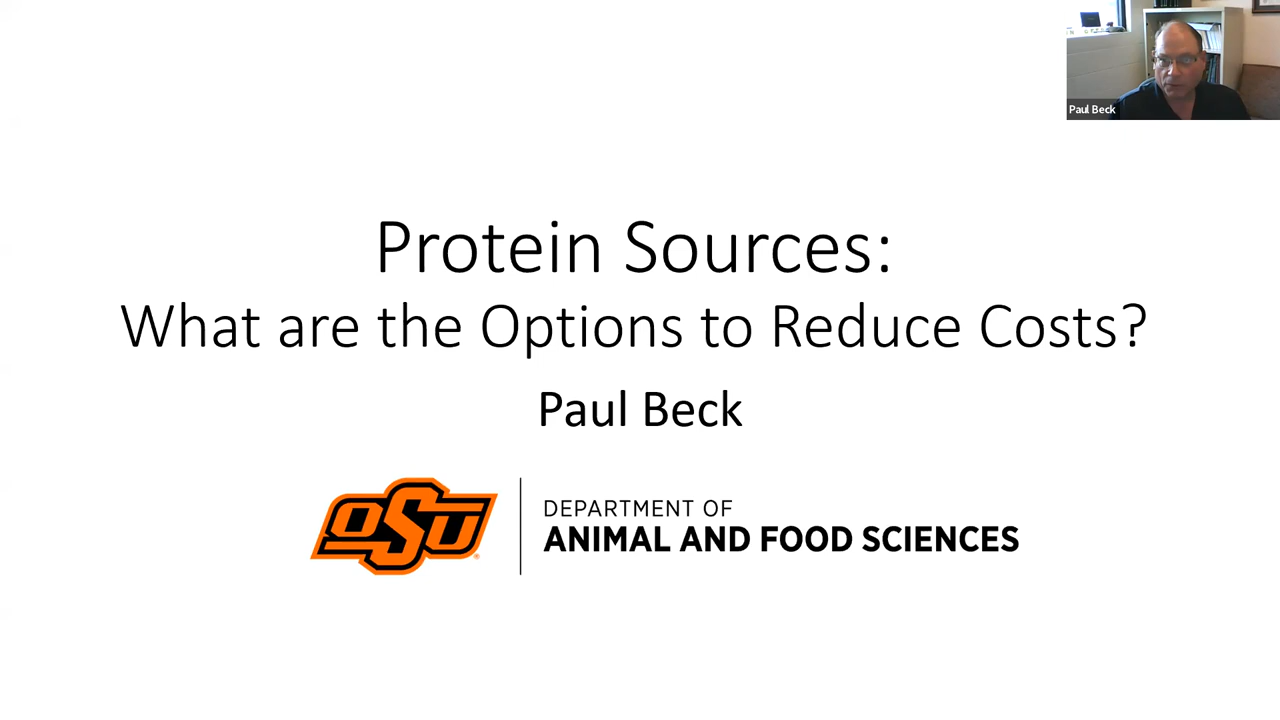 Paul Beck
Protein Sources:
What are the Options to Reduce Costs?
Paul Beck
OSU
DEPARTMENT OF
ANIMAL AND FOOD SCIENCES